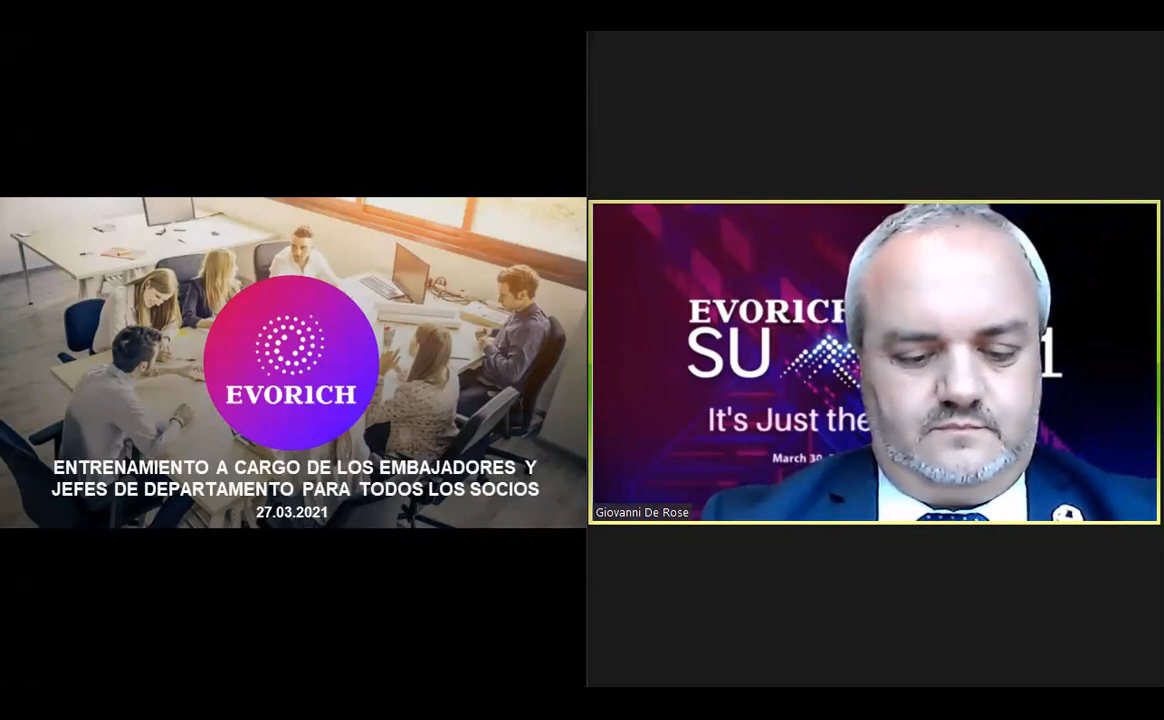 EVORICH
ENTRENAMIENTO A CARGO DE LOS EMBAJADORES Y
JEFES DE DEPARTAMENTO PARA TODOS LOS SOCIOS
27.03.2021
EVORICH
SU 1
It's Just the
March 30
Giovanni De Rose